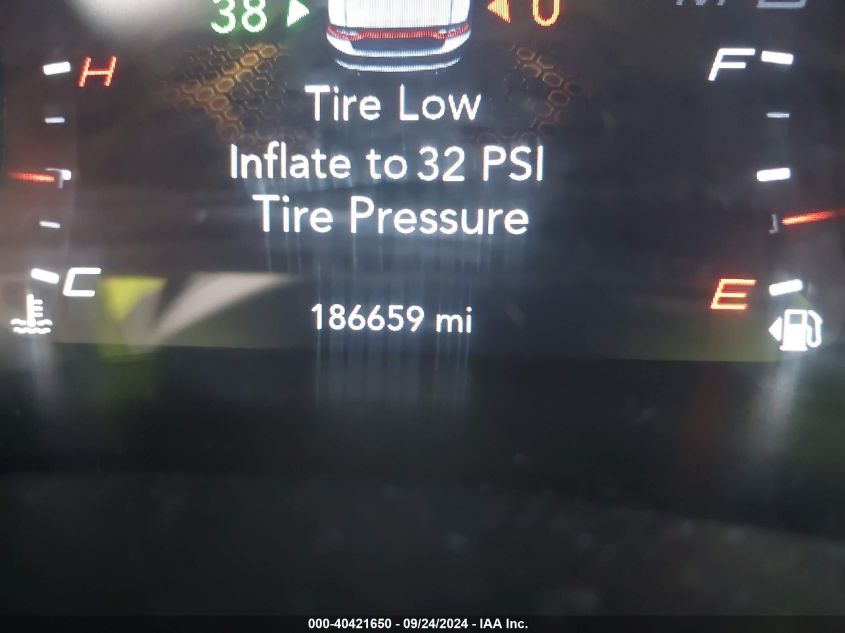 38 0
H F
Tire Low
Inflate to 32 PSI
Tire Pressure
C E
186659 mi
000-40421650 - 09/24/2024 - IAA Inc.